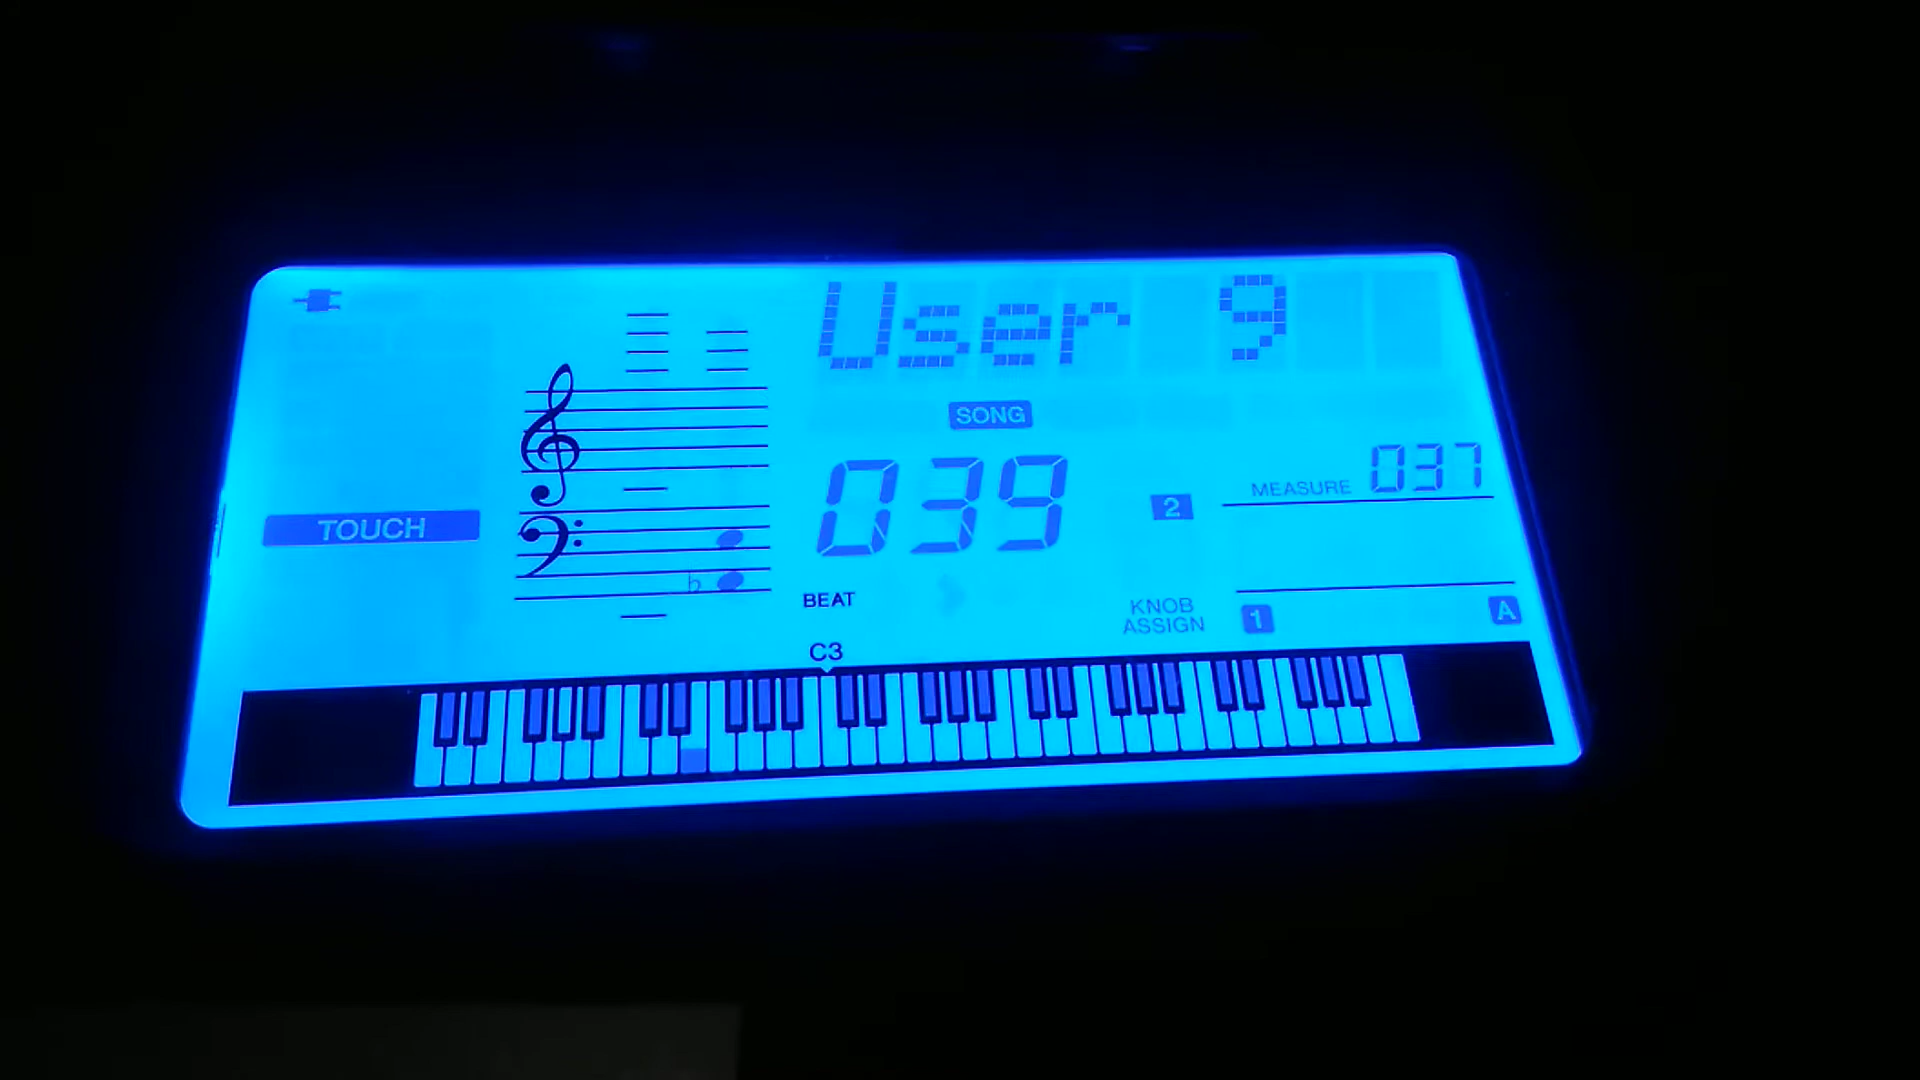 User 9
SONG
039
MEASURE 037
2
TOUCH
BEAT
KNOB
ASSIGN
1
A
C3